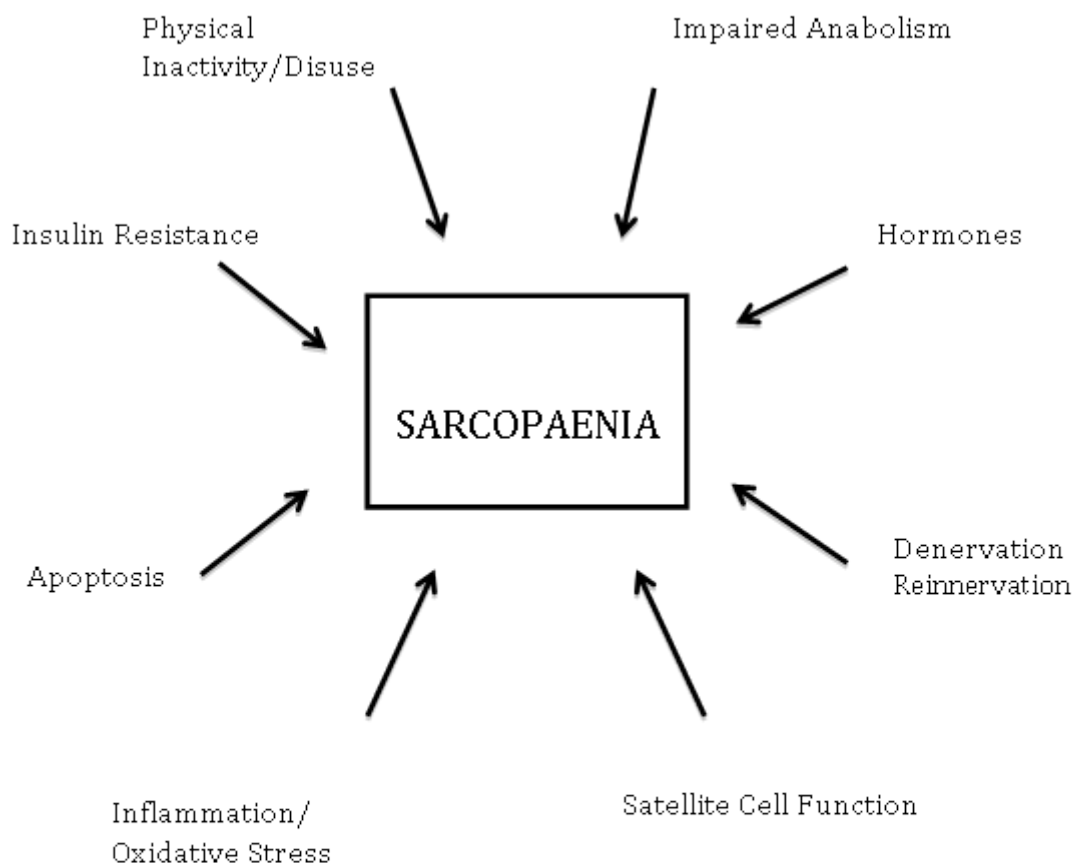 Physical
Inactivity/Disuse
Impaired Anabolism
Insulin Resistance
Hormones
SARCOPAENIA
Apoptosis
Denervation
Reinnervation
Inflammation/
Oxidative Stress
Satellite Cell Function